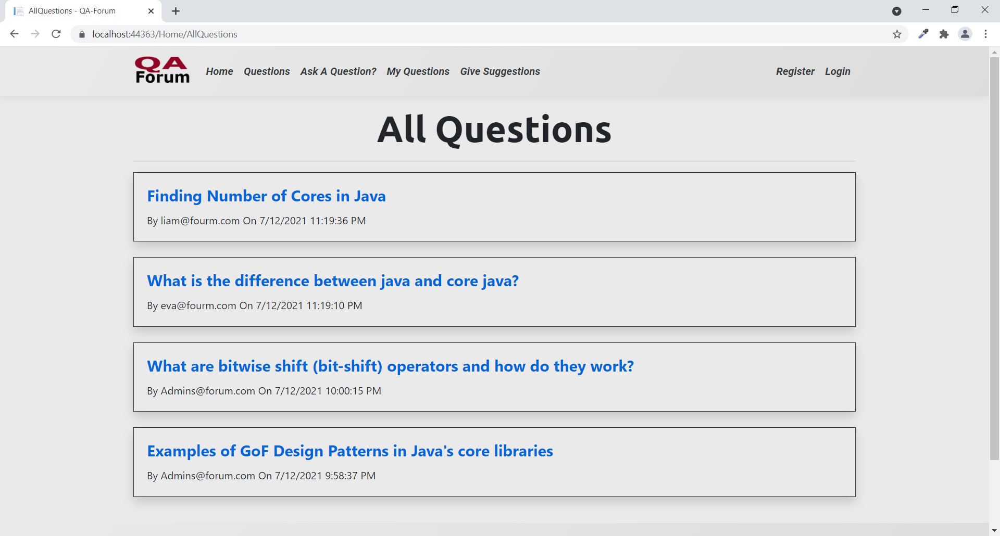 AllQuestions - QA-Forum
localhost:44363/Home/AllQuestions
QA
Forum
Home Questions Ask A Question? My Questions Give Suggestions Register Login
All Questions
Finding Number of Cores in Java
By liam@fourm.com On 7/12/2021 11:19:36 PM
What is the difference between java and core java?
By eva@fourm.com On 7/12/2021 11:19:10 PM
What are bitwise shift (bit-shift) operators and how do they work?
By Admins@forum.com On 7/12/2021 10:00:15 PM
Examples of GoF Design Patterns in Java's core libraries
By Admins@forum.com On 7/12/2021 9:58:37 PM